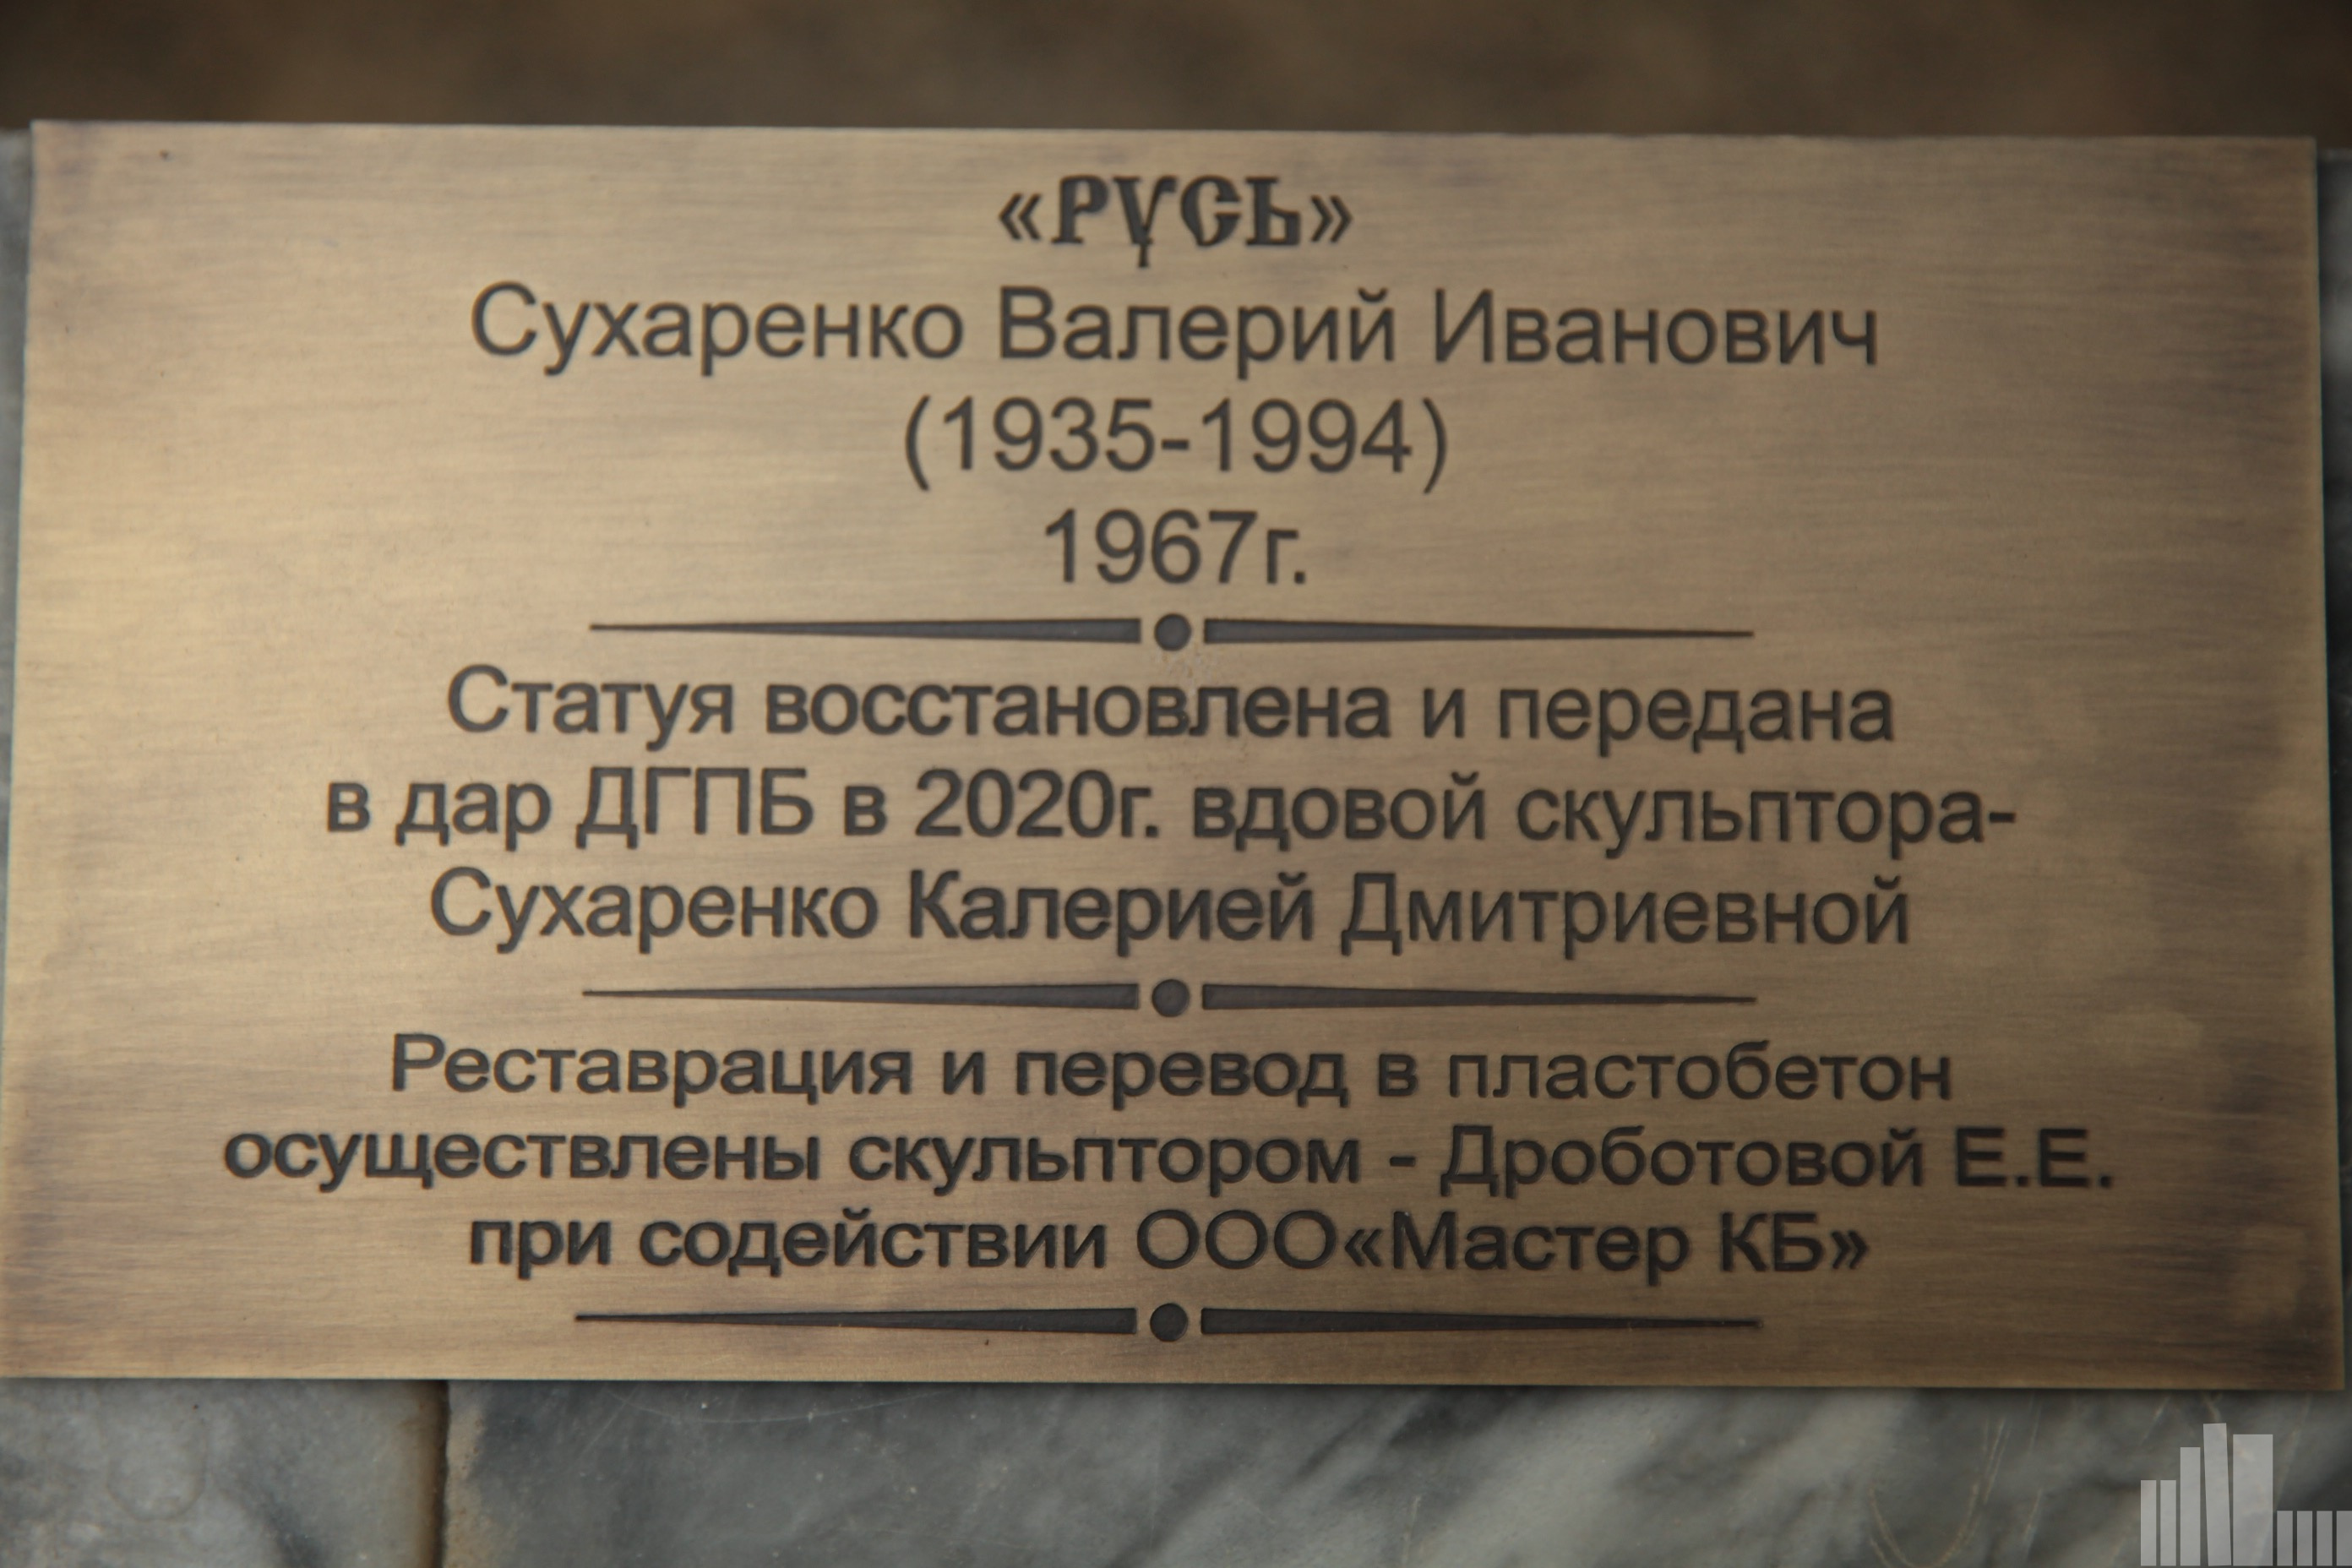 «РУСЬ»
Сухаренко Валерий Иванович
(1935-1994)
1967г.
Статуя восстановлена и передана
в дар ДГПБ в 2020г. вдовой скульптора-
Сухаренко Калерией Дмитриевной
Реставрация и перевод в пластобетон
осуществлены скульптором - Дроботовой Е.Е.
при содействии ООО«Мастер КБ»